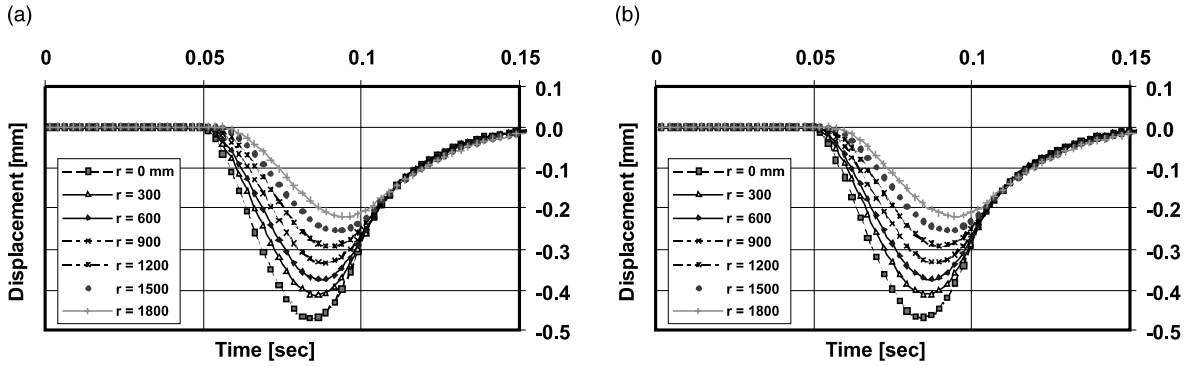 (a)
0 0.05 0.1 0.15
0.1
0.0
-0.1
-0.2
-0.3
-0.4
-0.5
Displacement [mm]
r = 0 mm
r = 300
r = 600
r = 900
r = 1200
r = 1500
r = 1800
Time [sec]
(b)
0 0.05 0.1 0.15
0.1
0.0
-0.1
-0.2
-0.3
-0.4
-0.5
Displacement [mm]
r = 0 mm
r = 300
r = 600
r = 900
r = 1200
r = 1500
r = 1800
Time [sec]